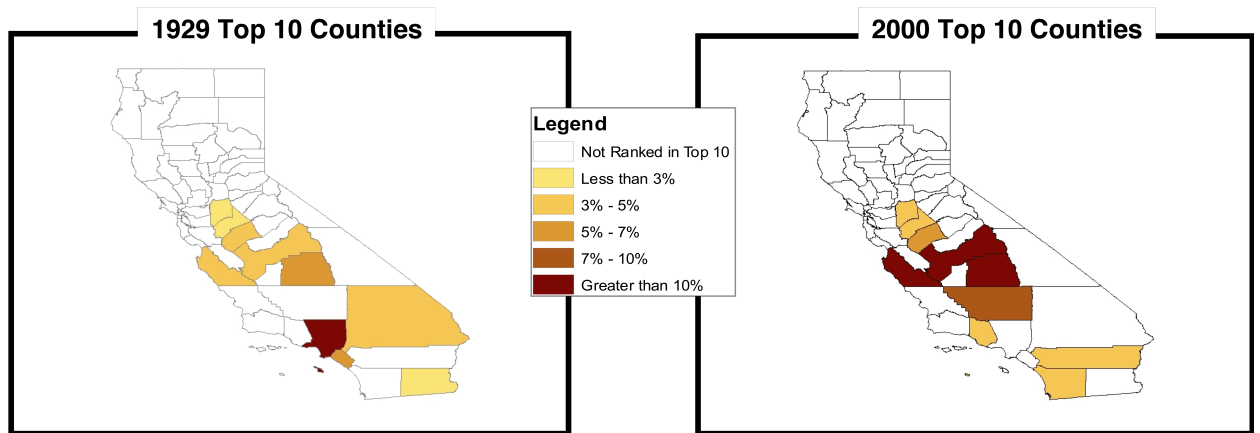 1929 Top 10 Counties
2000 Top 10 Counties
Legend
Not Ranked in Top 10
Less than 3%
3% - 5%
5% - 7%
7% - 10%
Greater than 10%